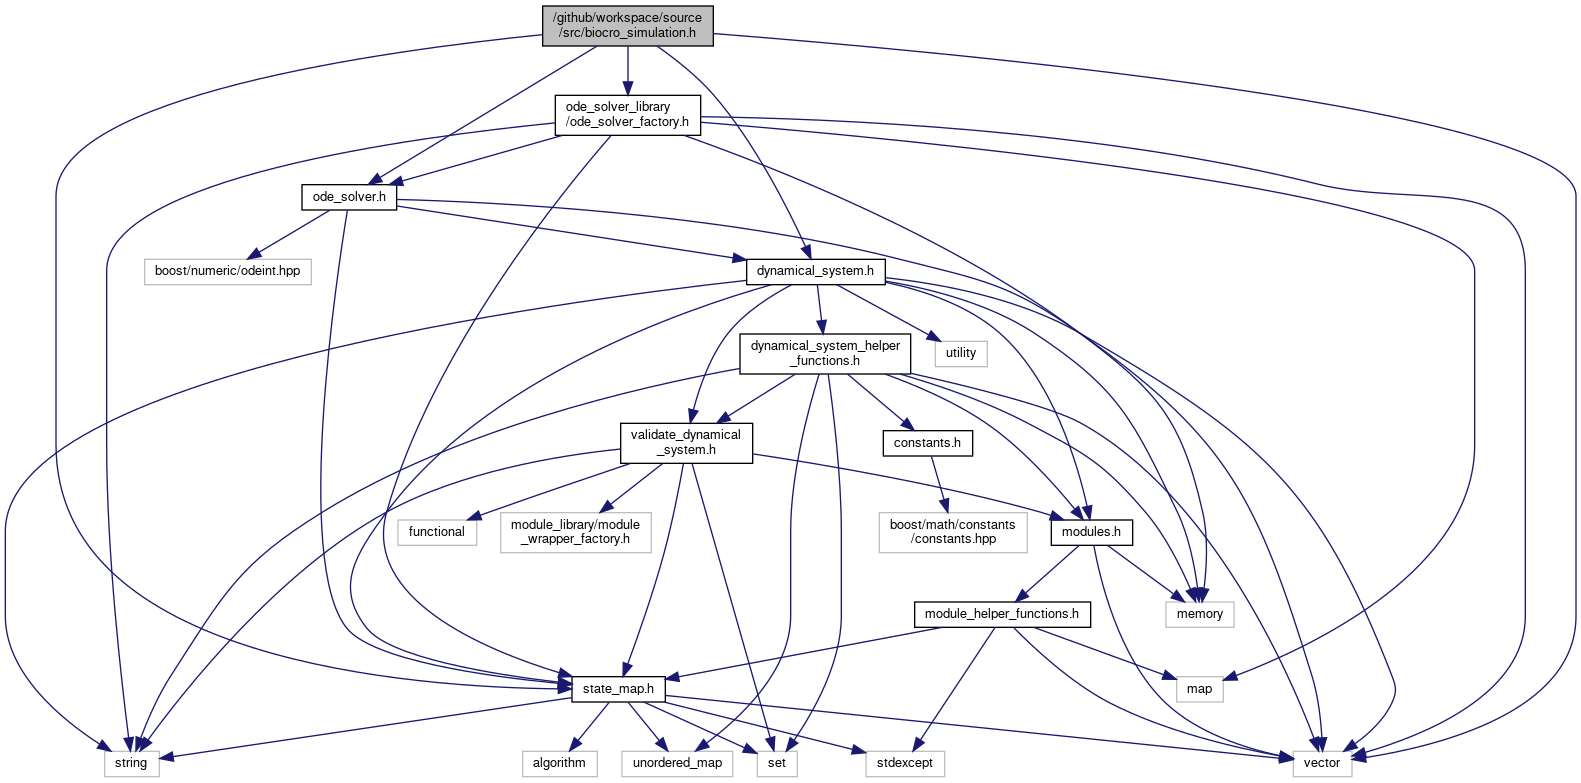 /github/workspace/source
/src/biocro_simulation.h
ode_solver_library
/ode_solver_factory.h
ode_solver.h
boost/numeric/odeint.hpp
dynamical_system.h
dynamical_system_helper
_functions.h
utility
validate_dynamical
_system.h
constants.h
functional
module_library/module
_wrapper_factory.h
boost/math/constants
/constants.hpp
modules.h
module_helper_functions.h
memory
state_map.h
map
string
algorithm
unordered_map
set
stdexcept
vector